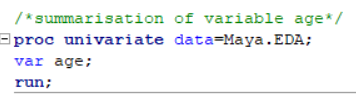 /*summarisation of variable age*/
proc univariate data=Maya.EDA;
var age;
run;